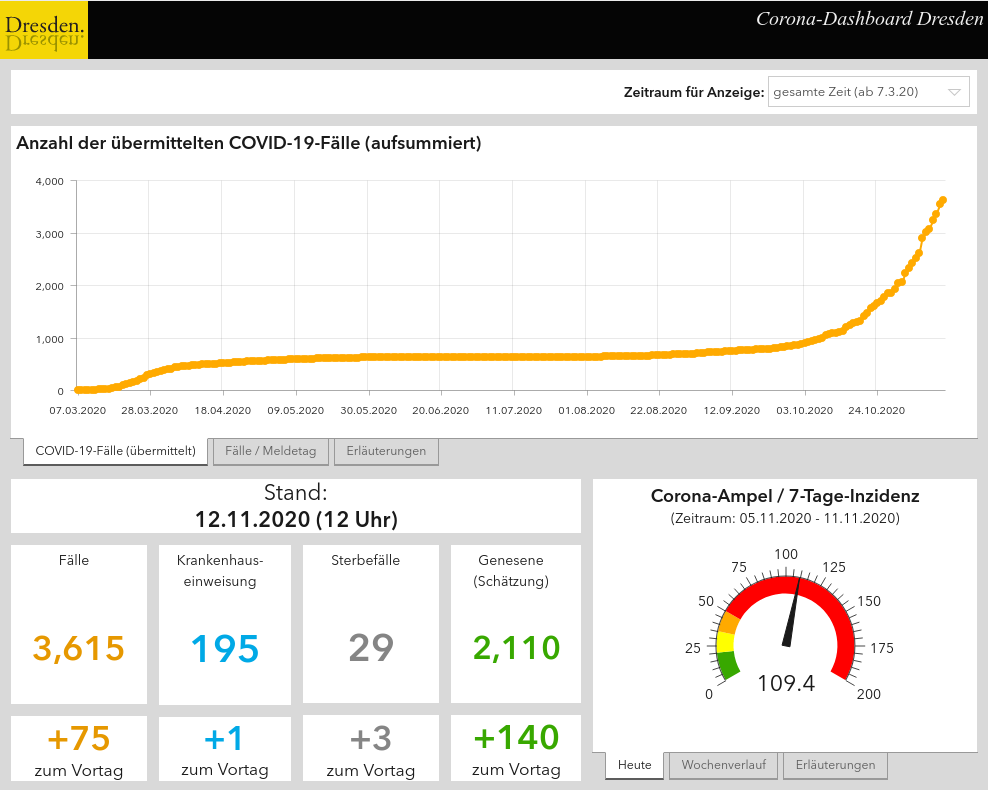 Dresden.
Dresden.
Corona-Dashboard Dresden
Zeitraum für Anzeige: gesamte Zeit (ab 7.3.20)
Anzahl der übermittelten COVID-19-Fälle (aufsummiert)
4,000
3,000
2,000
1,000
0
07.03.2020 28.03.2020 18.04.2020 09.05.2020 30.05.2020 20.06.2020 11.07.2020 01.08.2020 22.08.2020 12.09.2020 03.10.2020 24.10.2020
COVID-19-Fälle (übermittelt) Fälle / Meldetag Erläuterungen
Stand:
12.11.2020 (12 Uhr)
Fälle
3,615
+75
zum Vortag
Krankenhaus-
einweisung
195
+1
zum Vortag
Sterbefälle
29
+3
zum Vortag
Genesene
(Schätzung)
2,110
+140
zum Vortag
Corona-Ampel / 7-Tage-Inzidenz
(Zeitraum: 05.11.2020 - 11.11.2020)
0
25
50
75
100
125
150
175
200
109.4
Heute Wochenverlauf Erläuterungen